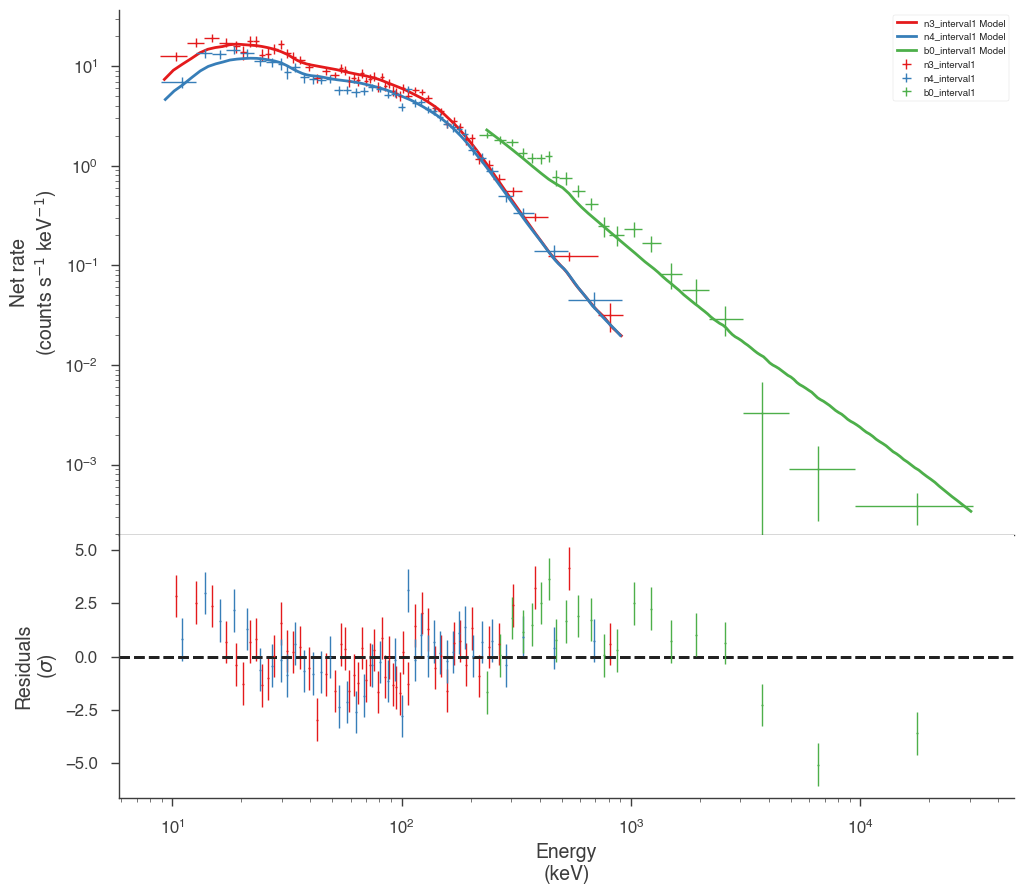 n3_interval1 Model
n4_interval1 Model
b0_interval1 Model
n3_interval1
n4_interval1
b0_interval1
Net rate
(counts s⁻¹ keV⁻¹)
10¹
10⁰
10⁻¹
10⁻²
10⁻³
Residuals
(σ)
5.0
2.5
0.0
−2.5
−5.0
10¹ 10² 10³ 10⁴
Energy
(keV)